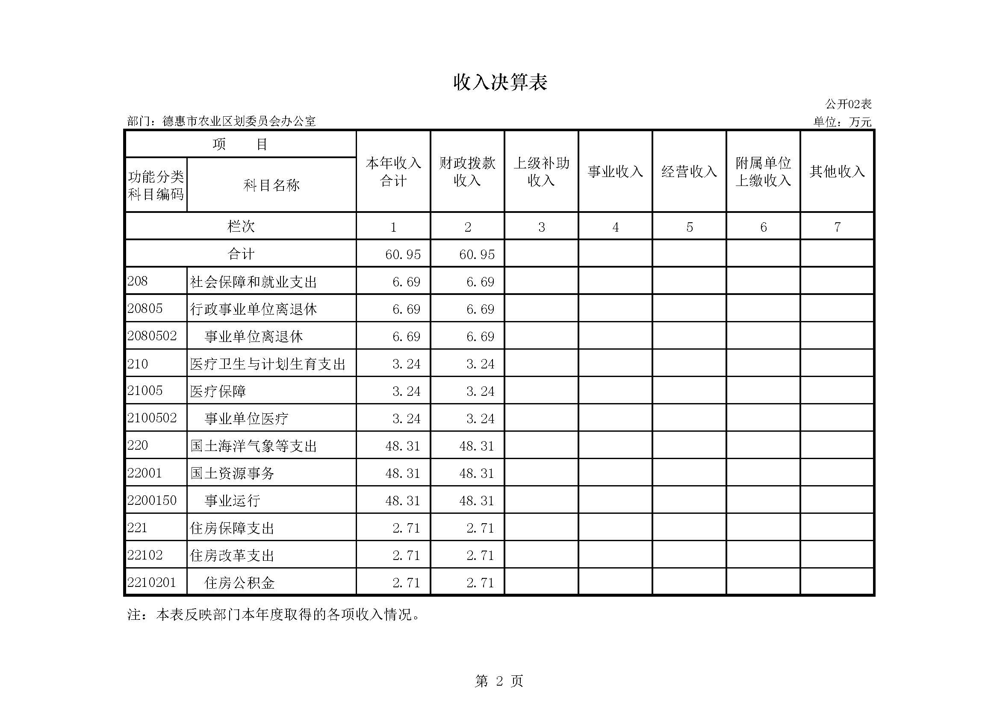 收入决算表
公开02表
部门：德惠市农业区划委员会办公室 单位：万元
项 目 本年收入合计 财政拨款收入 上级补助收入 事业收入 经营收入 附属单位上缴收入 其他收入
功能分类科目编码 科目名称
栏次 1 2 3 4 5 6 7
合计 60.95 60.95
208 社会保障和就业支出 6.69 6.69
20805 行政事业单位离退休 6.69 6.69
2080502 事业单位离退休 6.69 6.69
210 医疗卫生与计划生育支出 3.24 3.24
21005 医疗保障 3.24 3.24
2100502 事业单位医疗 3.24 3.24
220 国土海洋气象等支出 48.31 48.31
22001 国土资源事务 48.31 48.31
2200150 事业运行 48.31 48.31
221 住房保障支出 2.71 2.71
22102 住房改革支出 2.71 2.71
2210201 住房公积金 2.71 2.71
注：本表反映部门本年度取得的各项收入情况。
第 2 页